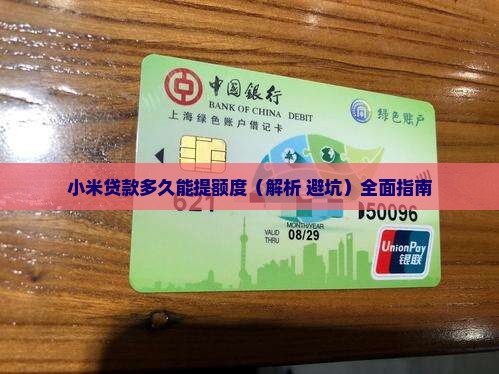 中国银行
BANK OF CHINA DEBIT
上海绿色账户借记卡
绿色账户
小米贷款多久能提额度（解析 避坑）全面指南
621
50096
MONTH/YEAR
VALID THRU 08/29
UnionPay
银联